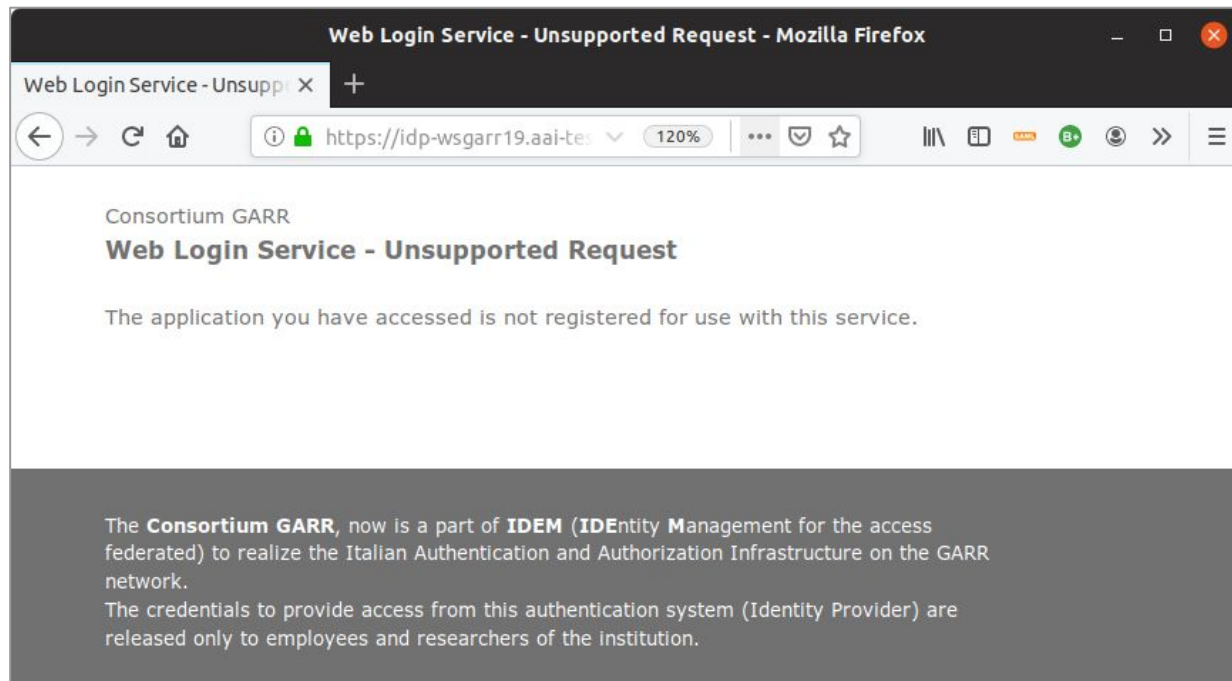 Web Login Service - Unsupported Request - Mozilla Firefox
Web Login Service - Unsupp
https://idp-wsgarr19.aai-tes 120%
SAML B+
Consortium GARR
Web Login Service - Unsupported Request
The application you have accessed is not registered for use with this service.
The Consortium GARR, now is a part of IDEM (IDEntity Management for the access
federated) to realize the Italian Authentication and Authorization Infrastructure on the GARR
network.
The credentials to provide access from this authentication system (Identity Provider) are
released only to employees and researchers of the institution.